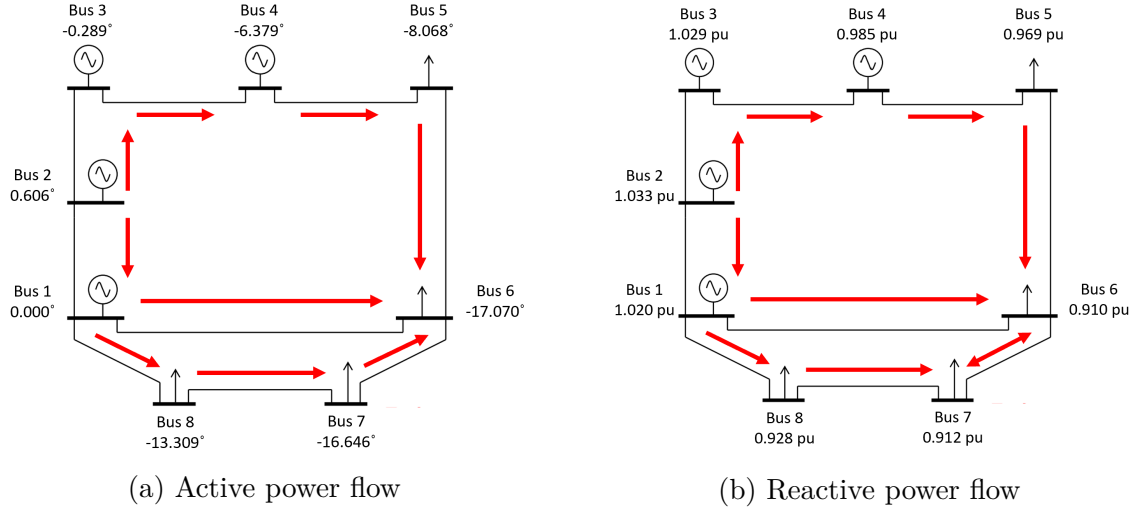 Bus 3
-0.289°
Bus 4
-6.379°
Bus 5
-8.068°
Bus 2
0.606°
Bus 1
0.000°
Bus 6
-17.070°
Bus 8
-13.309°
Bus 7
-16.646°
(a) Active power flow
Bus 3
1.029 pu
Bus 4
0.985 pu
Bus 5
0.969 pu
Bus 2
1.033 pu
Bus 1
1.020 pu
Bus 6
0.910 pu
Bus 8
0.928 pu
Bus 7
0.912 pu
(b) Reactive power flow